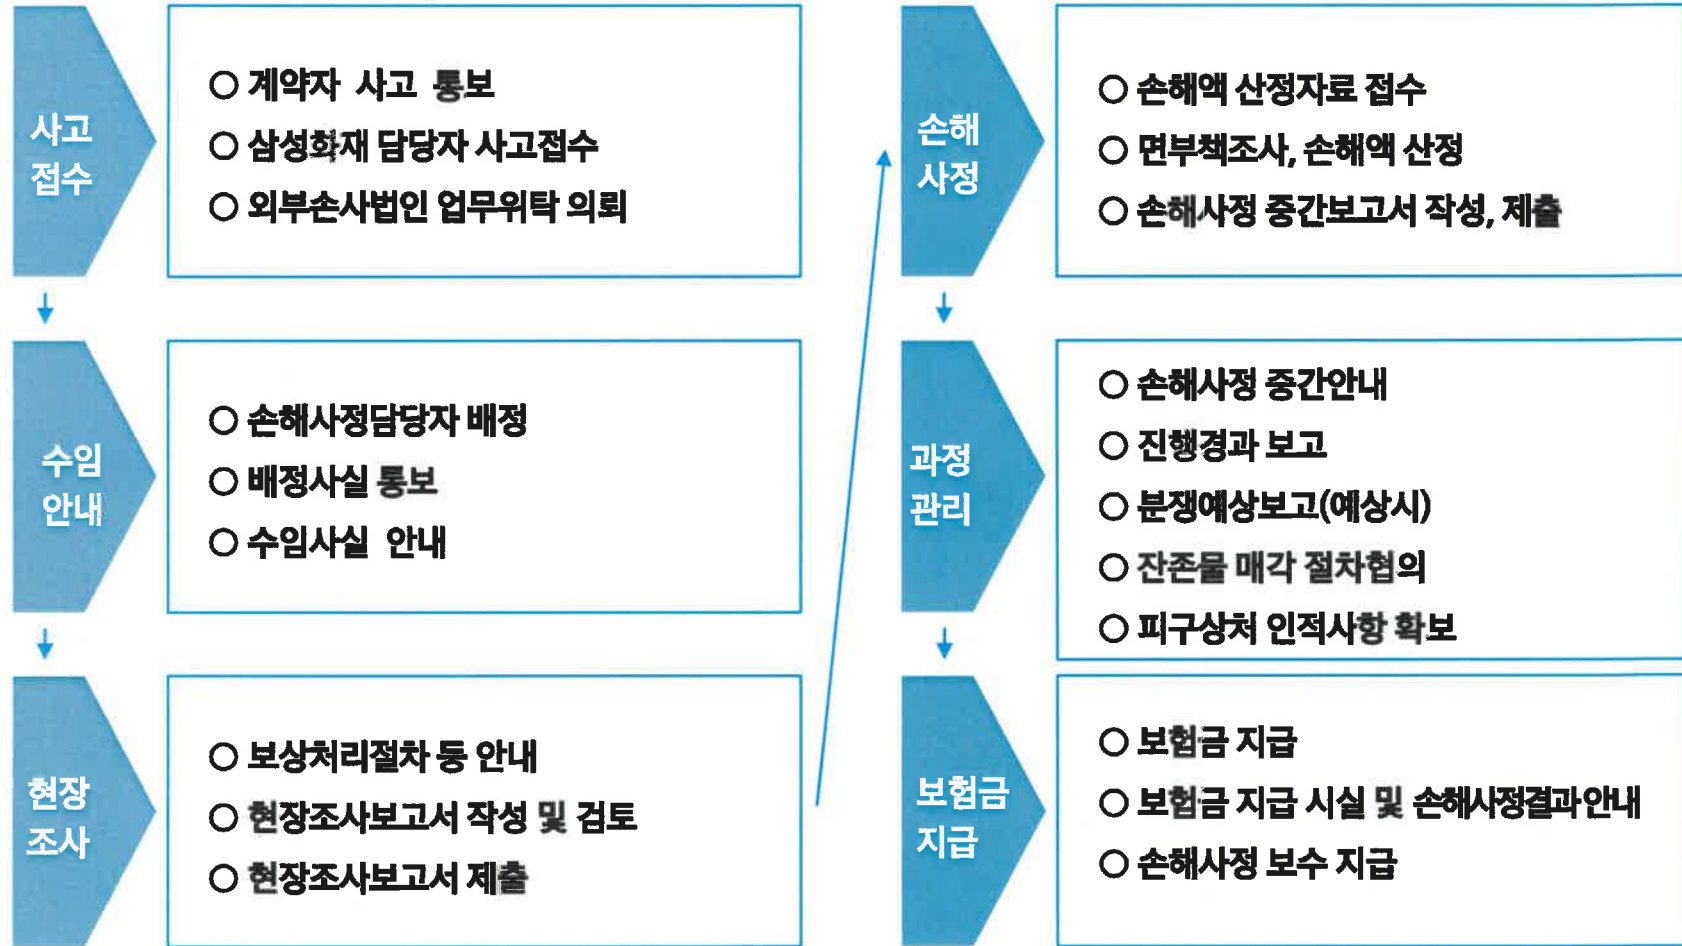 사고
접수
○ 계약자 사고 통보
○ 삼성화재 담당자 사고접수
○ 외부손사법인 업무위탁 의뢰
수임
안내
○ 손해사정담당자 배정
○ 배정사실 통보
○ 수임사실 안내
현장
조사
○ 보상처리절차 등 안내
○ 현장조사보고서 작성 및 검토
○ 현장조사보고서 제출
손해
사정
○ 손해액 산정자료 접수
○ 면부책조사, 손해액 산정
○ 손해사정 중간보고서 작성, 제출
과정
관리
○ 손해사정 중간안내
○ 진행경과 보고
○ 분쟁예상보고(예상시)
○ 잔존물 매각 절차협의
○ 피구상처 인적사항 확보
보험금
지급
○ 보험금 지급
○ 보험금 지급 시실 및 손해사정결과안내
○ 손해사정 보수 지급